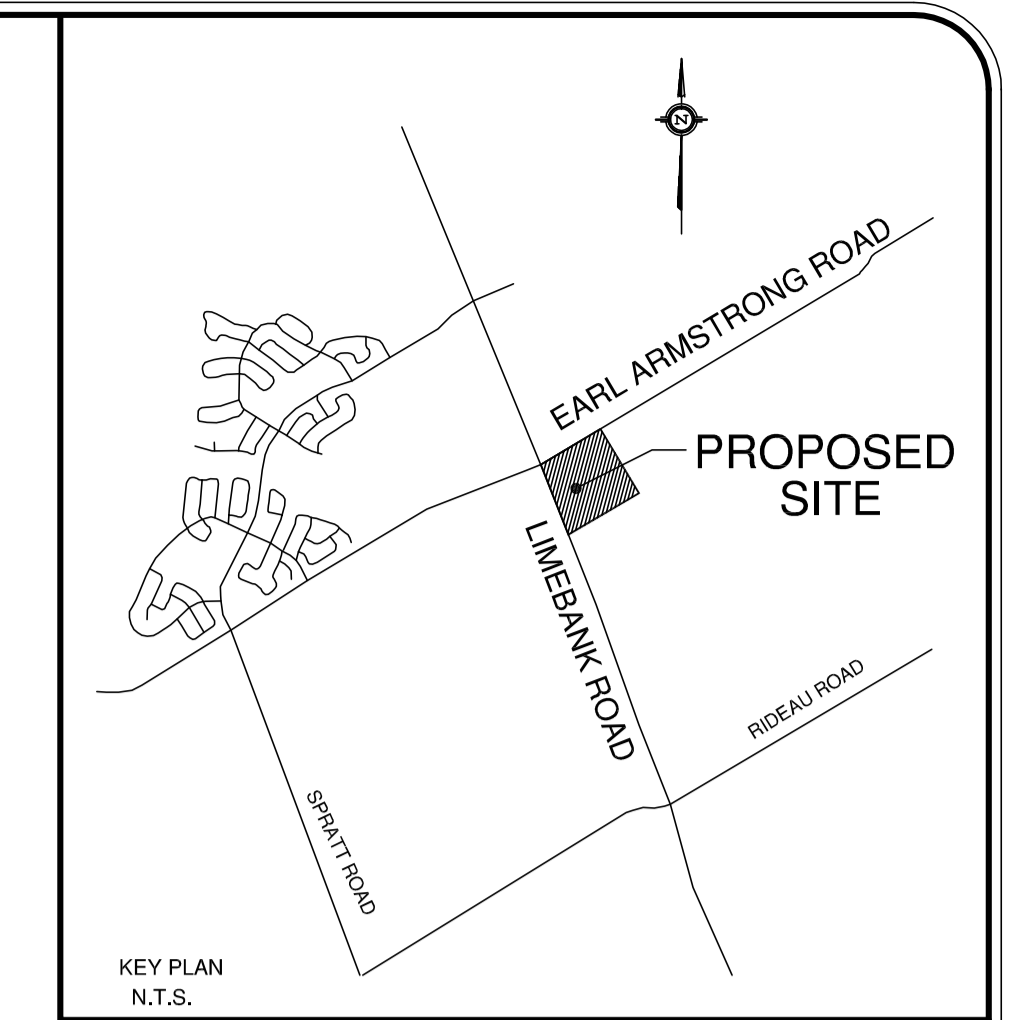 N
EARL ARMSTRONG ROAD
PROPOSED
SITE
LIMEBANK ROAD
RIDEAU ROAD
SPRATT ROAD
KEY PLAN
N.T.S.